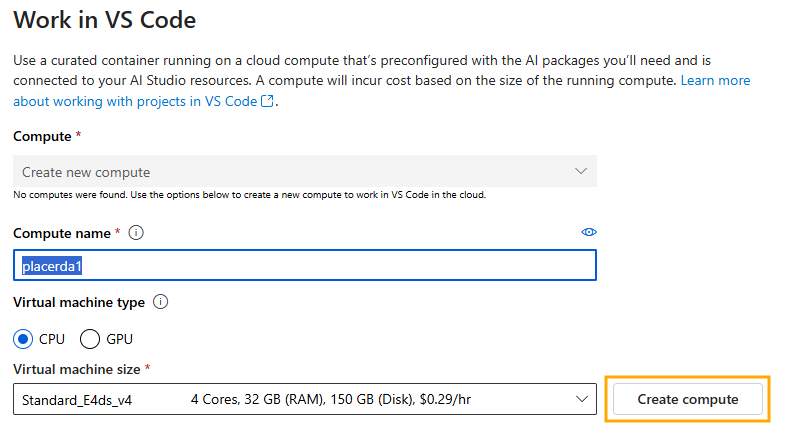 Work in VS Code
Use a curated container running on a cloud compute that’s preconfigured with the AI packages you’ll need and is
connected to your AI Studio resources. A compute will incur cost based on the size of the running compute. Learn more
about working with projects in VS Code.
Compute *
Create new compute
No computes were found. Use the options below to create a new compute to work in VS Code in the cloud.
Compute name *
placerda1
Virtual machine type
CPU GPU
Virtual machine size *
Standard_E4ds_v4 4 Cores, 32 GB (RAM), 150 GB (Disk), $0.29/hr Create compute